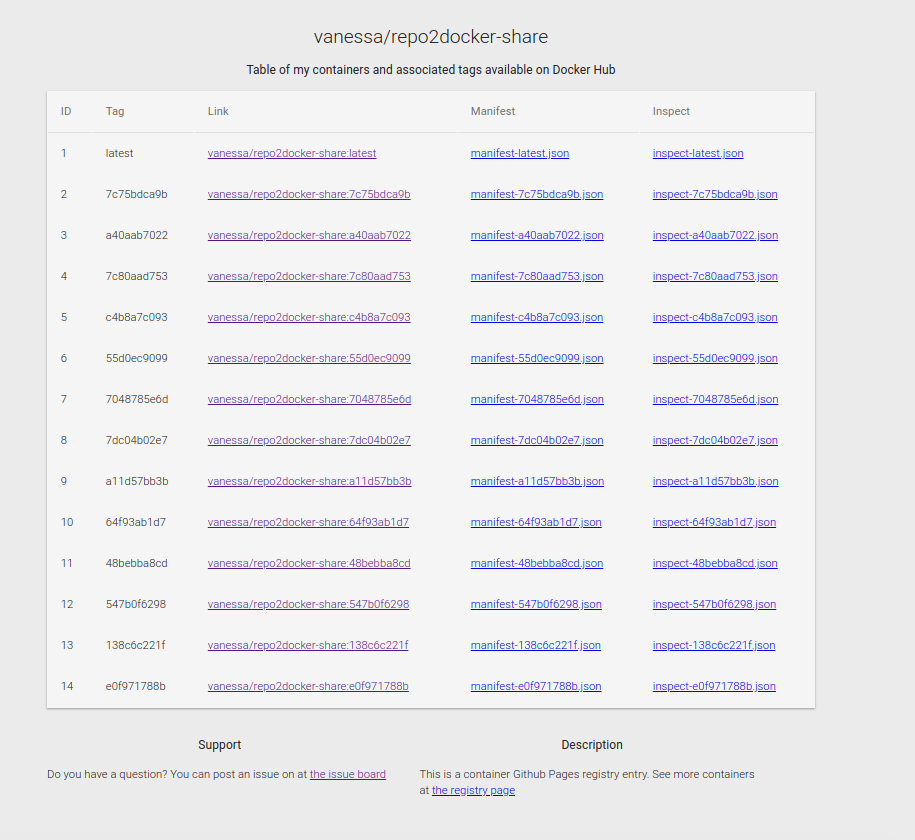 vanessa/repo2docker-share
Table of my containers and associated tags available on Docker Hub
ID Tag Link Manifest Inspect
1 latest vanessa/repo2docker-share:latest manifest-latest.json inspect-latest.json
2 7c75bdca9b vanessa/repo2docker-share:7c75bdca9b manifest-7c75bdca9b.json inspect-7c75bdca9b.json
3 a40aab7022 vanessa/repo2docker-share:a40aab7022 manifest-a40aab7022.json inspect-a40aab7022.json
4 7c80aad753 vanessa/repo2docker-share:7c80aad753 manifest-7c80aad753.json inspect-7c80aad753.json
5 c4b8a7c093 vanessa/repo2docker-share:c4b8a7c093 manifest-c4b8a7c093.json inspect-c4b8a7c093.json
6 55d0ec9099 vanessa/repo2docker-share:55d0ec9099 manifest-55d0ec9099.json inspect-55d0ec9099.json
7 7048785e6d vanessa/repo2docker-share:7048785e6d manifest-7048785e6d.json inspect-7048785e6d.json
8 7dc04b02e7 vanessa/repo2docker-share:7dc04b02e7 manifest-7dc04b02e7.json inspect-7dc04b02e7.json
9 a11d57bb3b vanessa/repo2docker-share:a11d57bb3b manifest-a11d57bb3b.json inspect-a11d57bb3b.json
10 64f93ab1d7 vanessa/repo2docker-share:64f93ab1d7 manifest-64f93ab1d7.json inspect-64f93ab1d7.json
11 48bebba8cd vanessa/repo2docker-share:48bebba8cd manifest-48bebba8cd.json inspect-48bebba8cd.json
12 547b0f6298 vanessa/repo2docker-share:547b0f6298 manifest-547b0f6298.json inspect-547b0f6298.json
13 138c6c221f vanessa/repo2docker-share:138c6c221f manifest-138c6c221f.json inspect-138c6c221f.json
14 e0f971788b vanessa/repo2docker-share:e0f971788b manifest-e0f971788b.json inspect-e0f971788b.json
Support
Do you have a question? You can post an issue on at the issue board
Description
This is a container Github Pages registry entry. See more containers
at the registry page